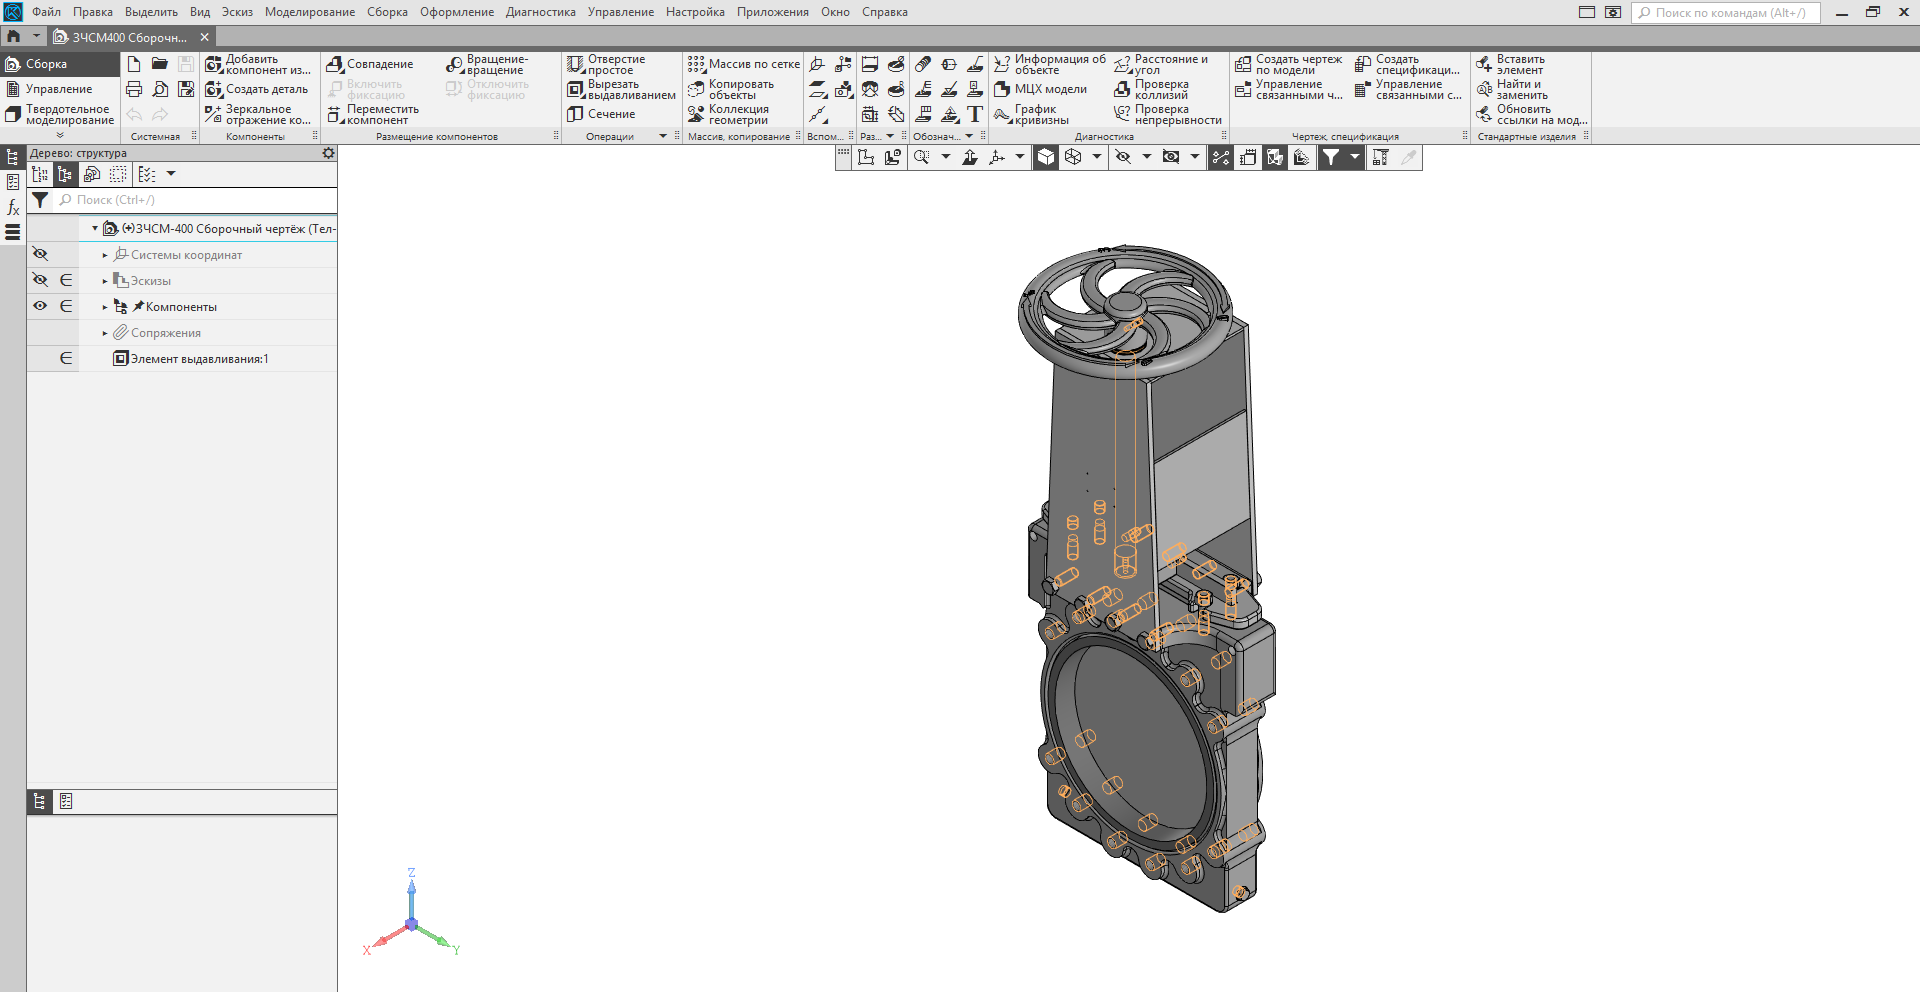 Файл Правка Выделить Вид Эскиз Моделирование Сборка Оформление Диагностика Управление Настройка Приложения Окно Справка
Поиск по командам (Alt+/)
ЗЧСМ400 Сборочн...
Сборка
Управление
Твердотельное
моделирование
Системная
Добавить
компонент из...
Создать деталь
Зеркальное
отражение ко...
Компоненты
Совпадение
Включить
фиксацию
Переместить
компонент
Вращение-
вращение
Отключить
фиксацию
Размещение компонентов
Отверстие
простое
Вырезать
выдавливанием
Сечение
Операции
Массив по сетке
Копировать
объекты
Коллекция
геометрии
Массив, копирование
Вспом...
Раз...
Обознач...
Информация об
объекте
МЦХ модели
График
кривизны
Расстояние и
угол
Проверка
коллизий
Проверка
непрерывности
Диагностика
Создать чертеж
по модели
Управление
связанными ч...
Создать
спецификаци...
Управление
связанными с...
Чертеж, спецификация
Вставить
элемент
Найти и
заменить
Обновить
ссылки на мод...
Стандартные изделия
Дерево: структура
Поиск (Ctrl+/)
(+)ЗЧСМ-400 Сборочный чертёж (Тел-
Системы координат
Эскизы
Компоненты
Сопряжения
Элемент выдавливания:1
Z
X
Y